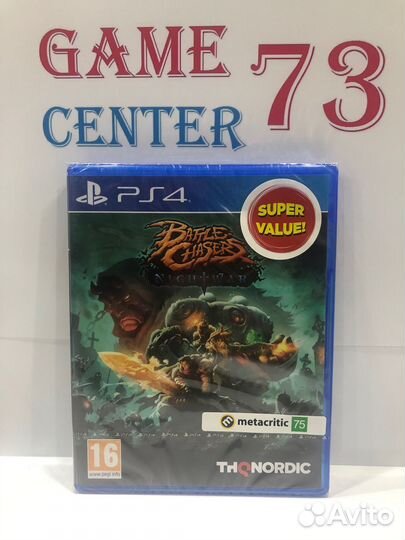 GAME
CENTER
73
PS4
SUPER
VALUE!
BATTLE
CHASERS
NIGHTWAR
metacritic 75
16
www.pegi.info
THQNORDIC
Avito